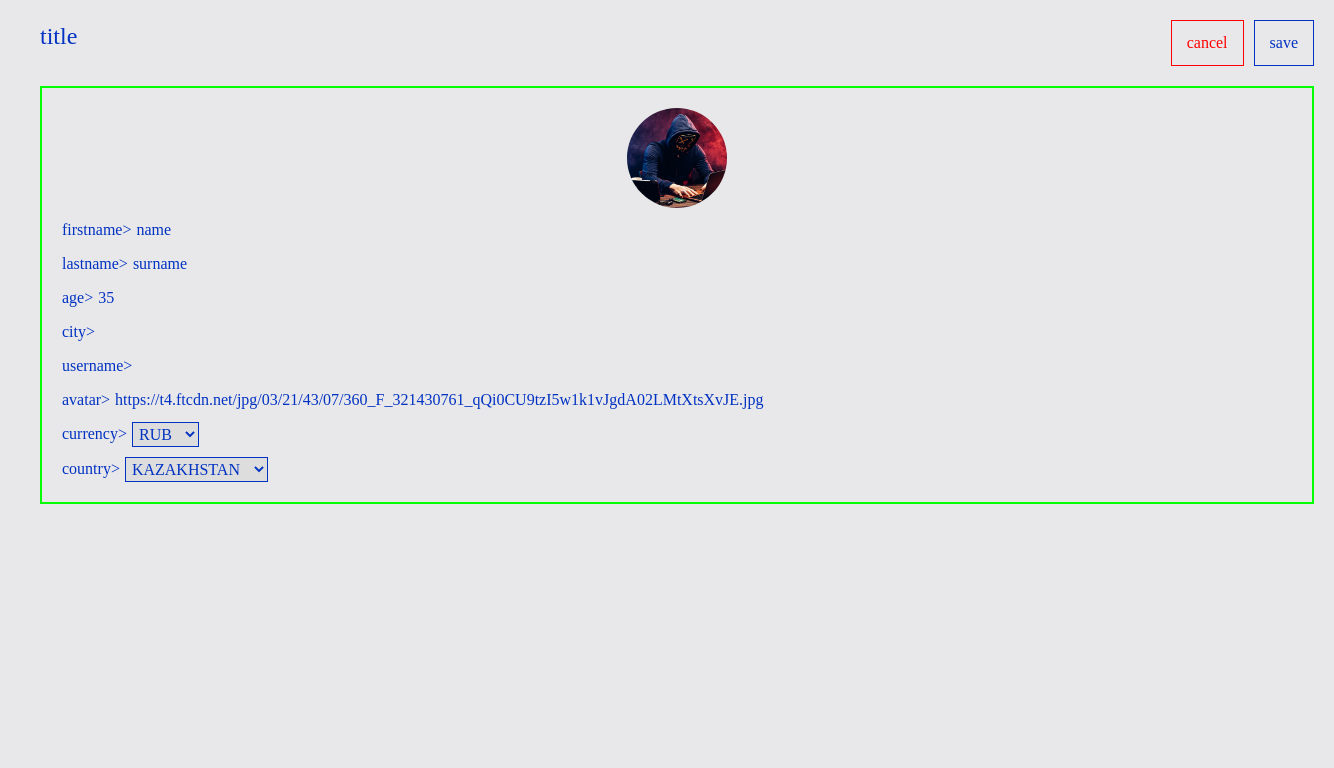 title
cancel
save
firstname> name
lastname> surname
age> 35
city>
username>
avatar> https://t4.ftcdn.net/jpg/03/21/43/07/360_F_321430761_qQi0CU9tzI5w1k1vJgdA02LMtXtsXvJE.jpg
currency> RUB
country> KAZAKHSTAN